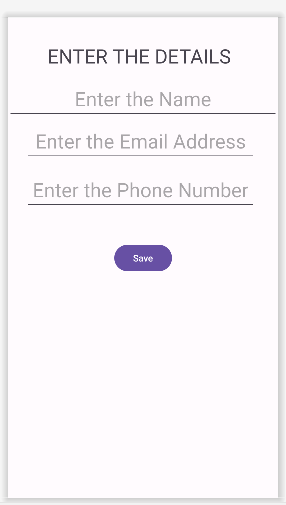 ENTER THE DETAILS
Enter the Name
Enter the Email Address
Enter the Phone Number
Save